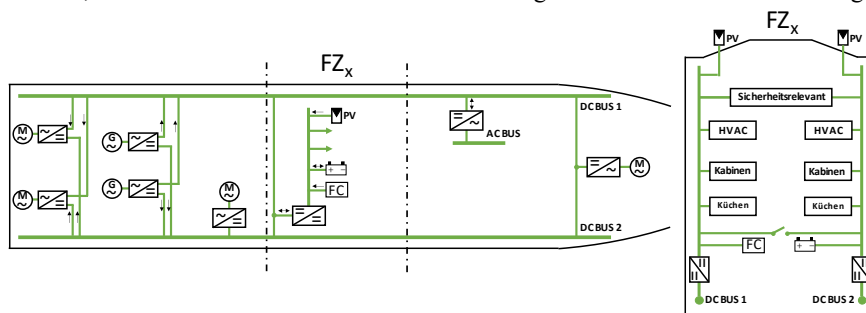 FZx
DC BUS 1
PV
M
G
AC BUS
M
G
M
+ -
M
FC
DC BUS 2
FZx
PV
PV
Sicherheitsrelevant
HVAC
HVAC
Kabinen
Kabinen
Küchen
Küchen
FC
+ -
DC BUS 1
DC BUS 2